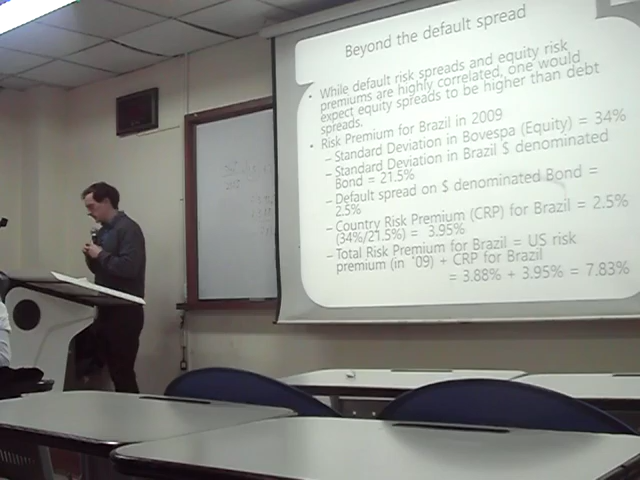 Beyond the default spread
• While default risk spreads and equity risk
premiums are highly correlated, one would
expect equity spreads to be higher than debt
spreads.
• Risk Premium for Brazil in 2009
– Standard Deviation in Bovespa (Equity) = 34%
– Standard Deviation in Brazil $ denominated
Bond = 21.5%
– Default spread on $ denominated Bond =
2.5%
– Country Risk Premium (CRP) for Brazil = 2.5%
(34%/21.5%) = 3.95%
– Total Risk Premium for Brazil = US risk
premium (in '09) + CRP for Brazil
= 3.88% + 3.95% = 7.83%